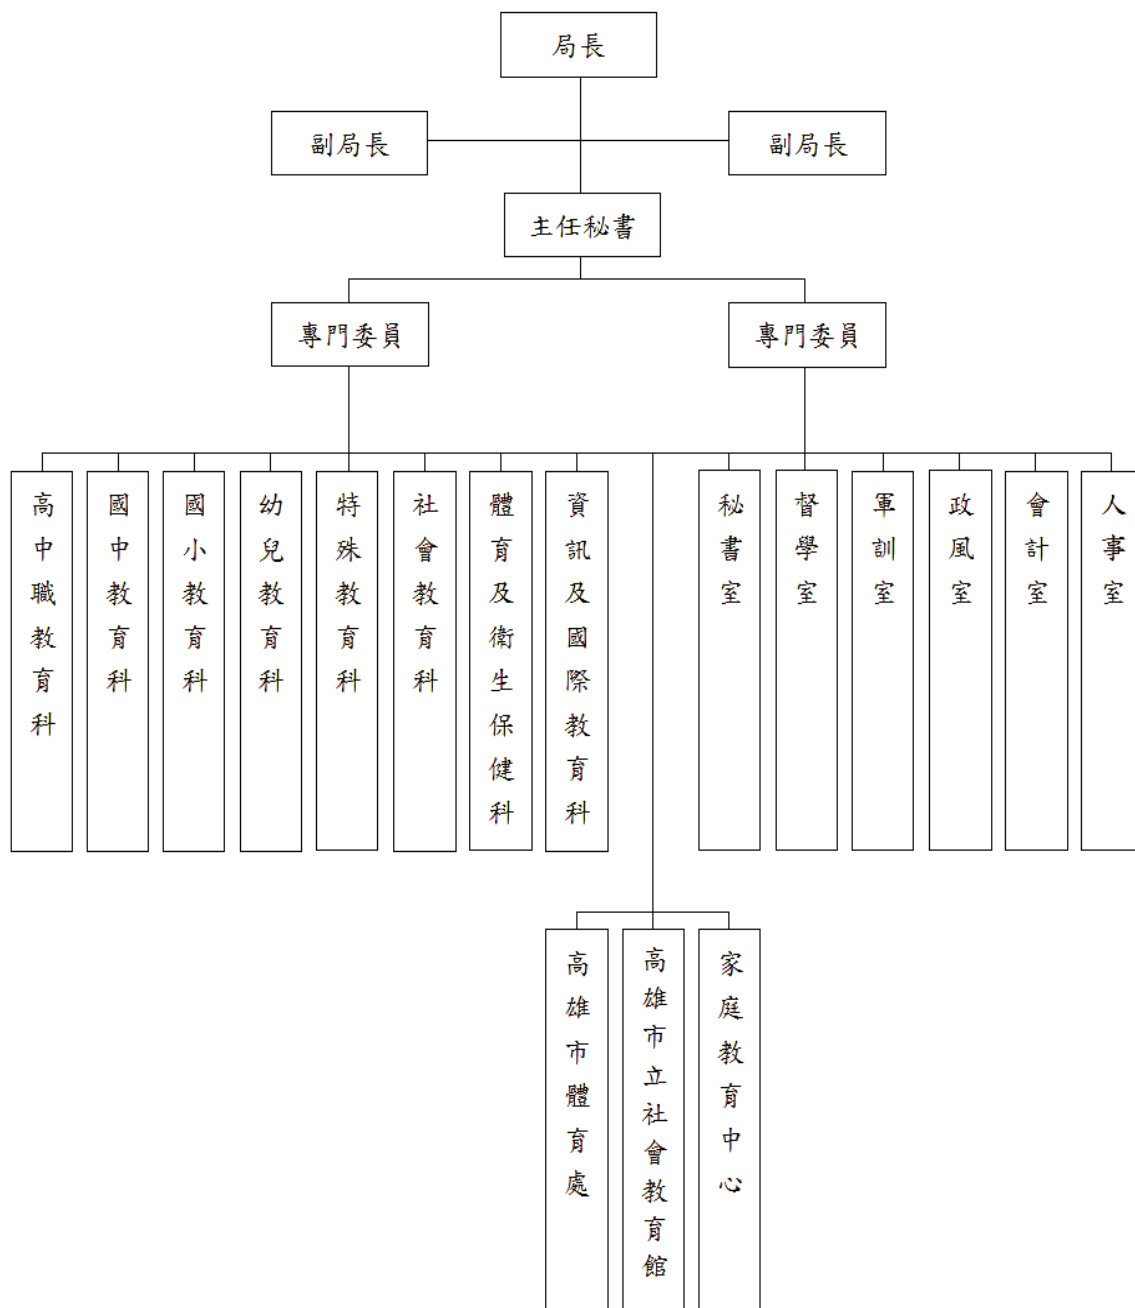 局長
副局長
副局長
主任秘書
專門委員
專門委員
高中職教育科
國中教育科
國小教育科
幼兒教育科
特殊教育科
社會教育科
體育及衛生保健科
資訊及國際教育科
秘書室
督學室
軍訓室
政風室
會計室
人事室
高雄市體育處
高雄市立社會教育館
家庭教育中心